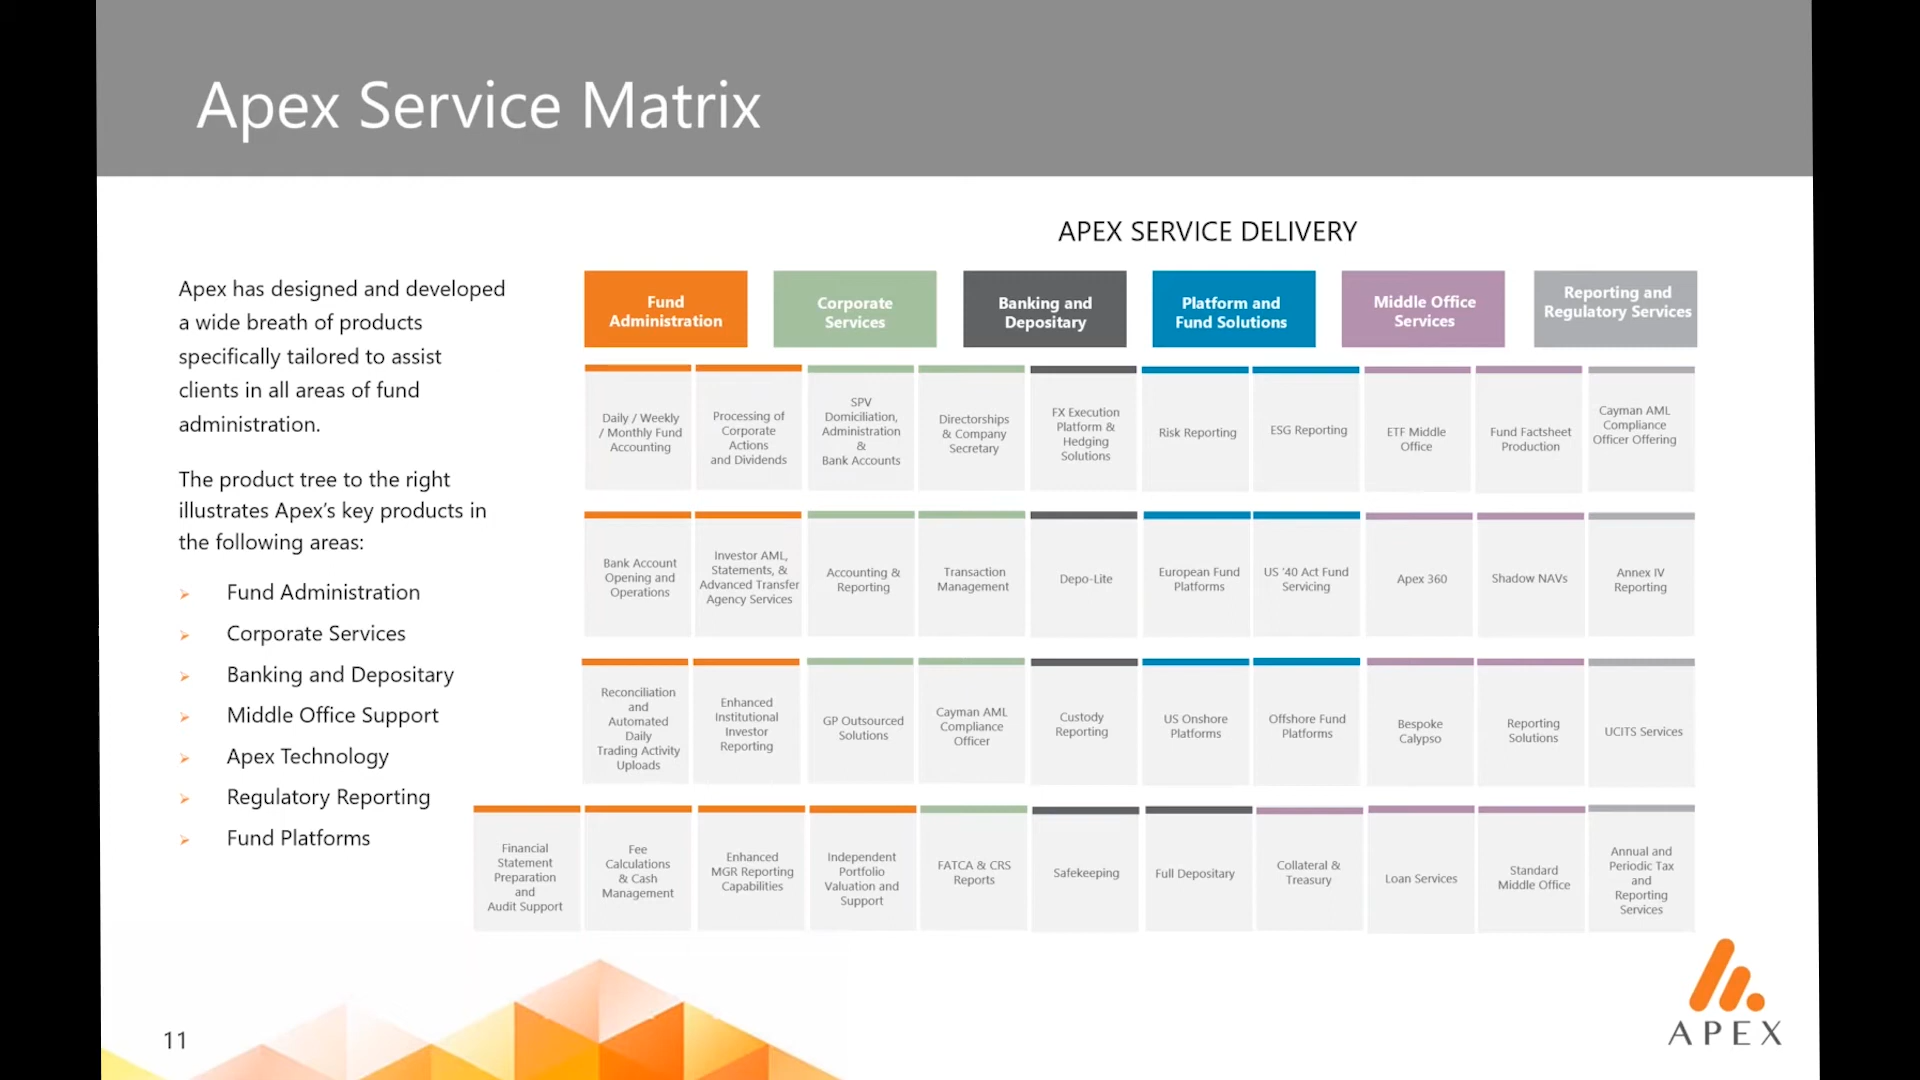 Apex Service Matrix
APEX SERVICE DELIVERY
Apex has designed and developed
a wide breath of products
specifically tailored to assist
clients in all areas of fund
administration.
The product tree to the right
illustrates Apex’s key products in
the following areas:
Fund Administration
Corporate Services
Banking and Depositary
Middle Office Support
Apex Technology
Regulatory Reporting
Fund Platforms
Fund
Administration
Corporate
Services
Banking and
Depositary
Platform and
Fund Solutions
Middle Office
Services
Reporting and
Regulatory Services
Daily / Weekly
/ Monthly Fund
Accounting
Processing of
Corporate
Actions
and Dividends
SPV
Domiciliation,
Administration
&
Bank Accounts
Directorships
& Company
Secretary
FX Execution
Platform &
Hedging
Solutions
Risk Reporting
ESG Reporting
ETF Middle
Office
Fund Factsheet
Production
Cayman AML
Compliance
Officer Offering
Bank Account
Opening and
Operations
Investor AML,
Statements, &
Advanced Transfer
Agency Services
Accounting &
Reporting
Transaction
Management
Depo-Lite
European Fund
Platforms
US '40 Act Fund
Servicing
Apex 360
Shadow NAVs
Annex IV
Reporting
Reconciliation
and
Automated
Daily
Trading Activity
Uploads
Enhanced
Institutional
Investor
Reporting
GP Outsourced
Solutions
Cayman AML
Compliance
Officer
Custody
Reporting
US Onshore
Platforms
Offshore Fund
Platforms
Bespoke
Calypso
Reporting
Solutions
UCITS Services
Financial
Statement
Preparation
and
Audit Support
Fee
Calculations
& Cash
Management
Enhanced
MGR Reporting
Capabilities
Independent
Portfolio
Valuation and
Support
FATCA & CRS
Reports
Safekeeping
Full Depositary
Collateral &
Treasury
Loan Services
Standard
Middle Office
Annual and
Periodic Tax
and
Reporting
Services
11
APEX